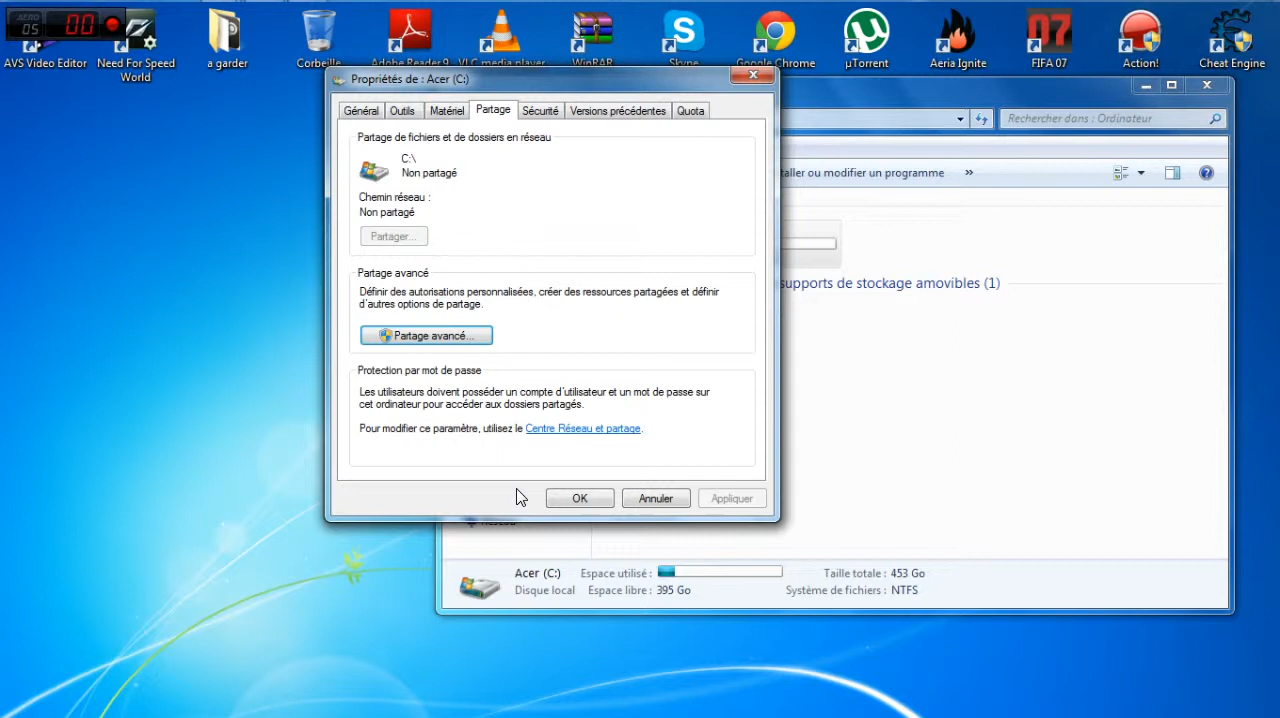 AERO
05
00
AVS Video Editor
Need For Speed
World
a garder
Corbeille
Adobe Reader 9
VLC media player
WinRAR
Skype
Google Chrome
µTorrent
Aeria Ignite
07
FIFA 07
Action!
Cheat Engine
Propriétés de : Acer (C:)
Général
Outils
Matériel
Partage
Sécurité
Versions précédentes
Quota
Partage de fichiers et de dossiers en réseau
C:\
Non partagé
Chemin réseau :
Non partagé
Partager...
Partage avancé
Définir des autorisations personnalisées, créer des ressources partagées et définir
d'autres options de partage.
Partage avancé...
Protection par mot de passe
Les utilisateurs doivent posséder un compte d'utilisateur et un mot de passe sur
cet ordinateur pour accéder aux dossiers partagés.
Pour modifier ce paramètre, utilisez le Centre Réseau et partage.
OK
Annuler
Appliquer
Rechercher dans : Ordinateur
taller ou modifier un programme
»
supports de stockage amovibles (1)
Réseau
Acer (C:)
Espace utilisé :
Taille totale : 453 Go
Disque local
Espace libre : 395 Go
Système de fichiers : NTFS